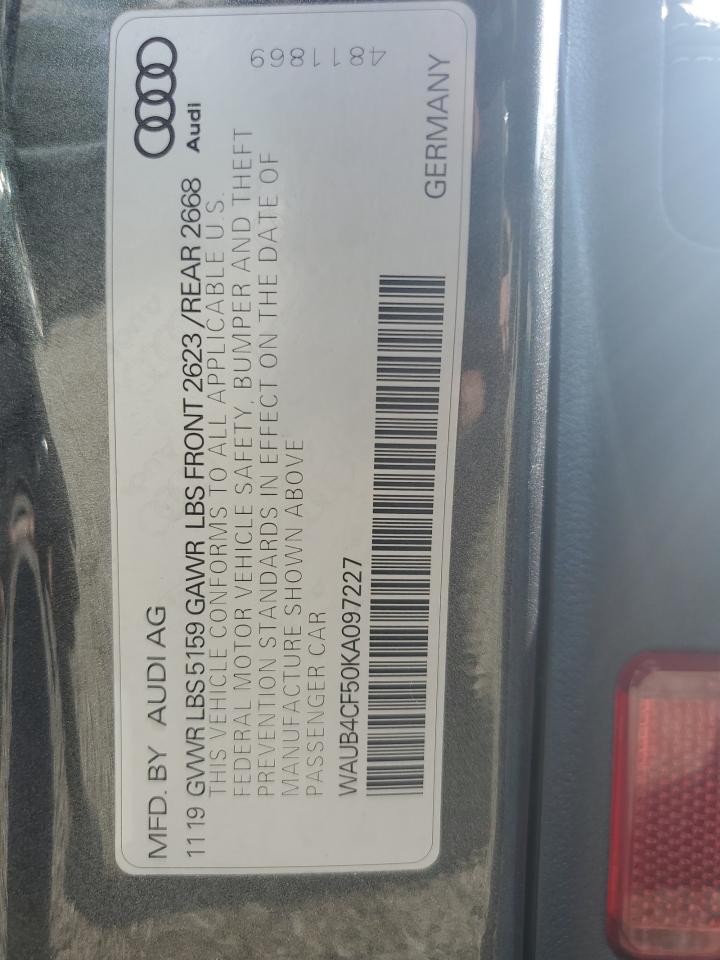 MFD. BY AUDI AG
Audi
11 19 GVWR LBS 5159 GAWR LBS FRONT 2623 /REAR 2668
THIS VEHICLE CONFORMS TO ALL APPLICABLE U.S.
FEDERAL MOTOR VEHICLE SAFETY, BUMPER AND THEFT
PREVENTION STANDARDS IN EFFECT ON THE DATE OF
MANUFACTURE SHOWN ABOVE
PASSENGER CAR
4811869
WAUB4CF50KA097227
GERMANY